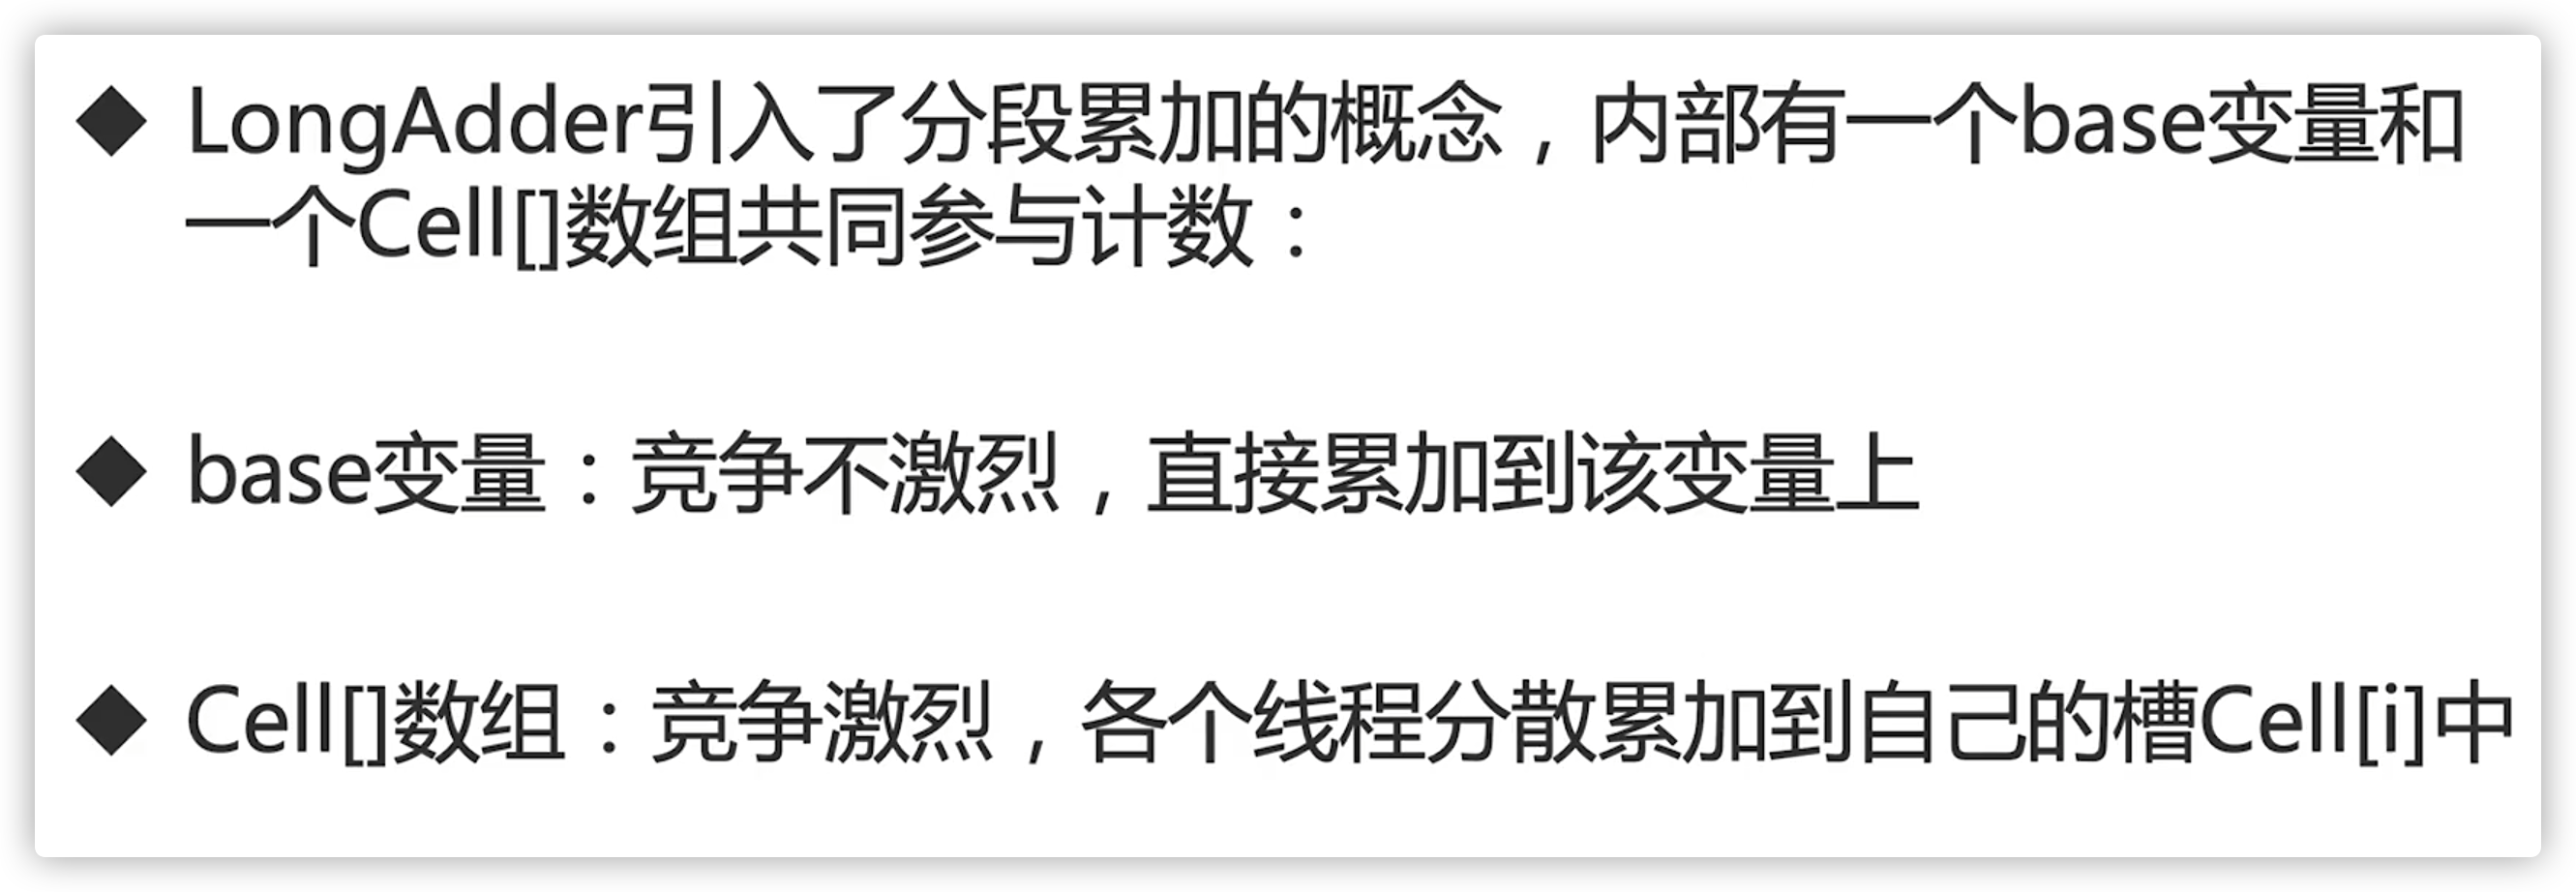 ◆ LongAdder引入了分段累加的概念，内部有一个base变量和
一个Cell[]数组共同参与计数：
◆ base变量：竞争不激烈，直接累加到该变量上
◆ Cell[]数组：竞争激烈，各个线程分散累加到自己的槽Cell[i]中